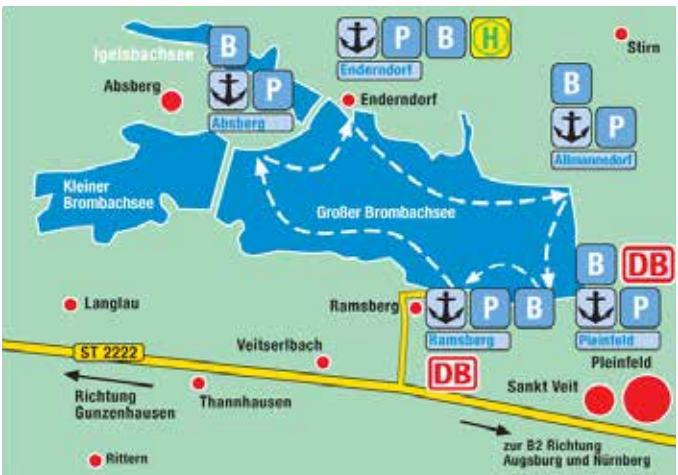 Igelsbachsee
B
P
Absberg
Absberg
P
B
H
Enderndorf
Enderndorf
Stirn
B
P
Allmannsdorf
Kleiner
Brombachsee
Großer Brombachsee
B
DB
P
Pleinfeld
Pleinfeld
Langlau
Ramsberg
P
B
Ramsberg
DB
ST 2222
Veitserlbach
Sankt Veit
Richtung
Gunzenhausen
Thannhausen
Rittern
zur B2 Richtung
Augsburg und Nürnberg